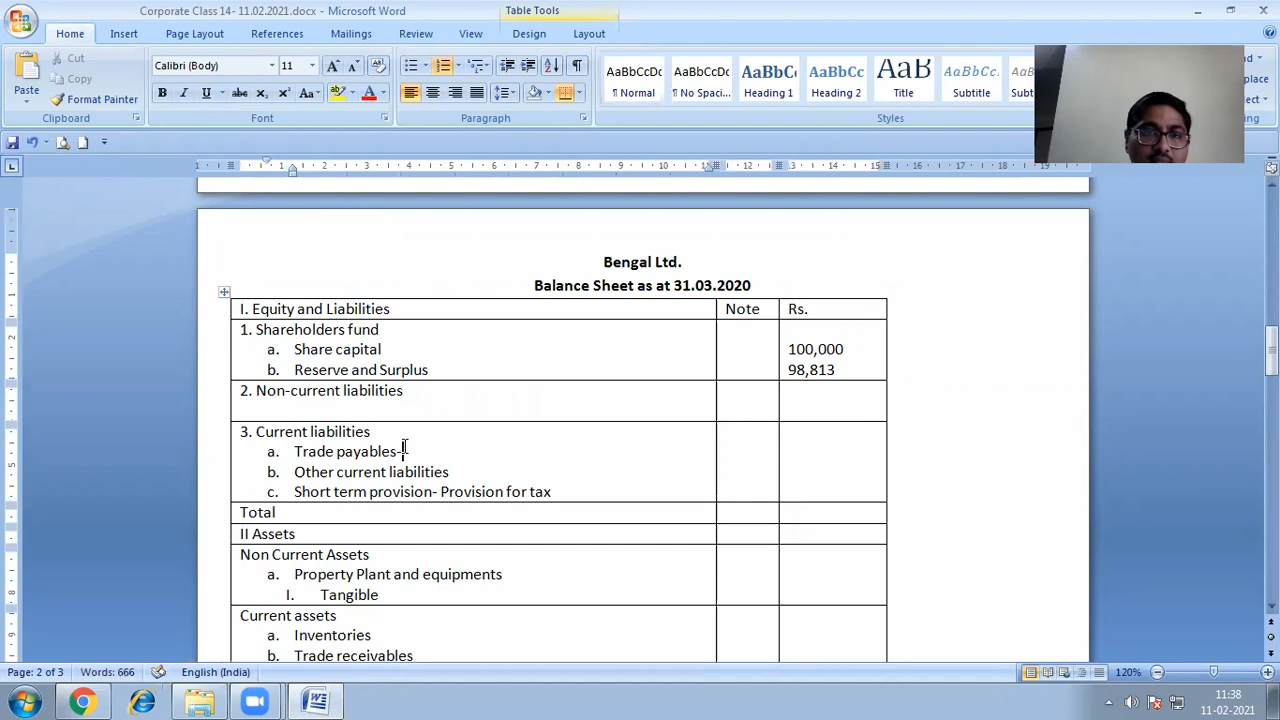 Corporate Class 14- 11.02.2021.docx - Microsoft Word
Table Tools
Home Insert Page Layout References Mailings Review View Design Layout
Cut
Copy
Format Painter
Paste
Clipboard
Calibri (Body) 11
Font
Paragraph
AaBbCcDc AaBbCcDc AaBbCc AaBbCc AaB AaBbCc.
¶ Normal ¶ No Spaci... Heading 1 Heading 2 Title Subtitle
Styles
Bengal Ltd.
Balance Sheet as at 31.03.2020
I. Equity and Liabilities Note Rs.
1. Shareholders fund
a. Share capital 100,000
b. Reserve and Surplus 98,813
2. Non-current liabilities
3. Current liabilities
a. Trade payables-
b. Other current liabilities
c. Short term provision- Provision for tax
Total
II Assets
Non Current Assets
a. Property Plant and equipments
I. Tangible
Current assets
a. Inventories
b. Trade receivables
Page: 2 of 3 Words: 666 English (India) 120%
11:38
11-02-2021